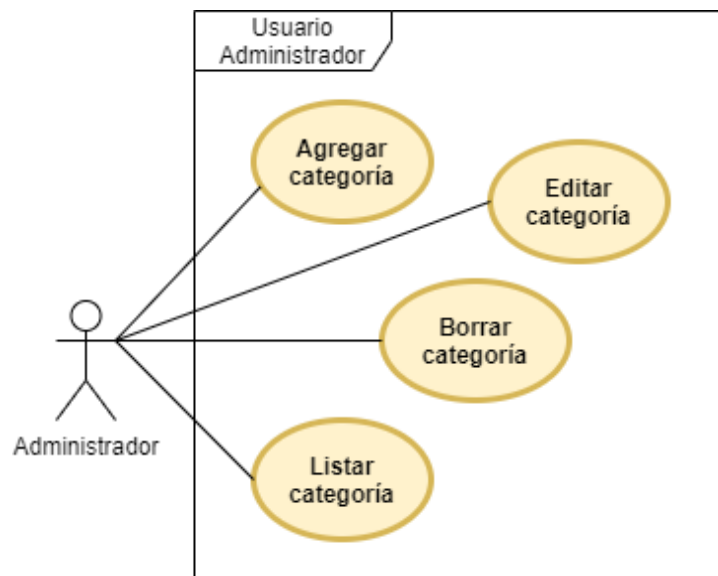 Usuario
Administrador
Agregar
categoría
Editar
categoría
Borrar
categoría
Administrador
Listar
categoría